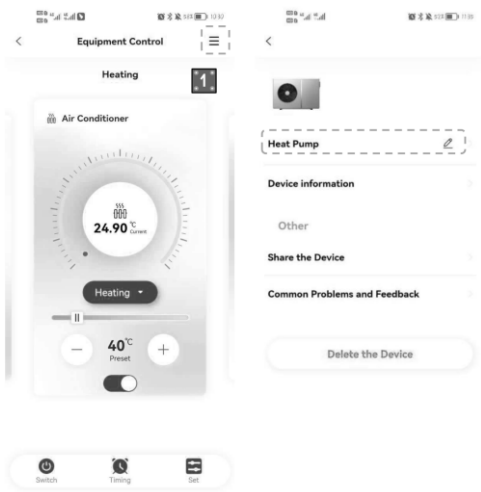 Equipment Control
Heating
1
Air Conditioner
24.90 °C
Current
Heating
40°C
Preset
Switch
Timing
Set
Heat Pump
Device information
Other
Share the Device
Common Problems and Feedback
Delete the Device